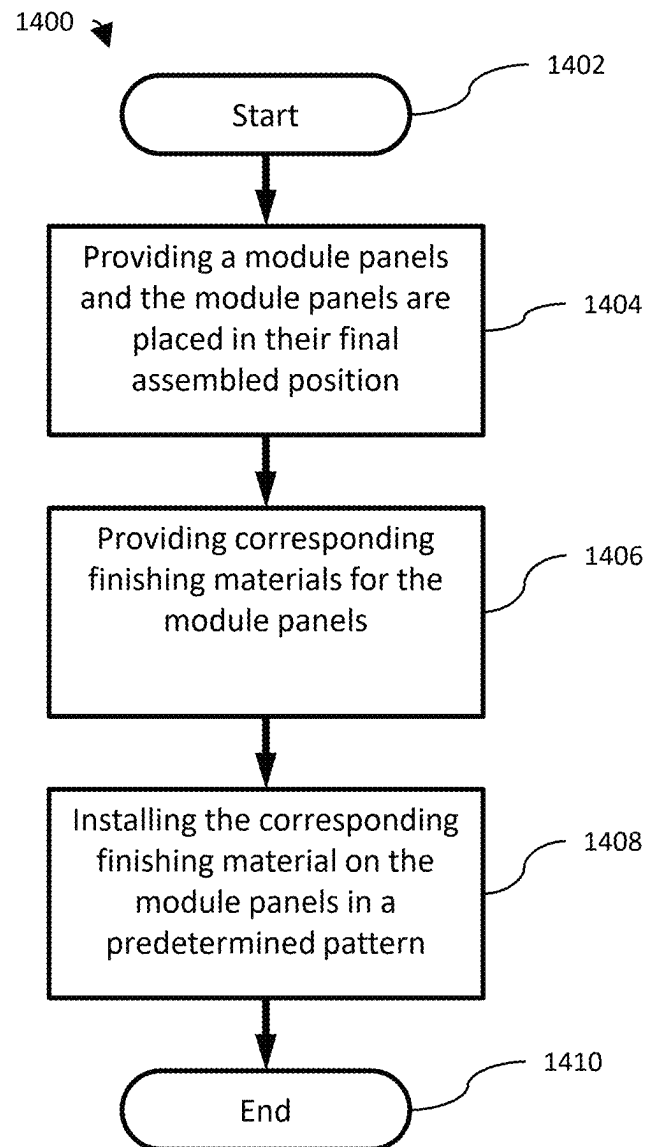 1400
1402
Start
Providing a module panels
and the module panels are
placed in their final
assembled position
1404
Providing corresponding
finishing materials for the
module panels
1406
Installing the corresponding
finishing material on the
module panels in a
predetermined pattern
1408
1410
End